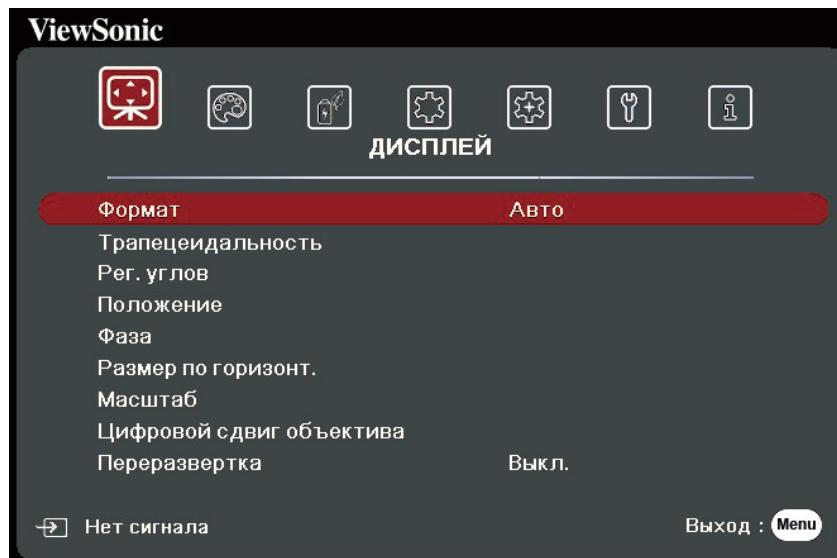 ViewSonic
ДИСПЛЕЙ
Формат Авто
Трапецеидальность
Рег. углов
Положение
Фаза
Размер по горизонт.
Масштаб
Цифровой сдвиг объектива
Переразвертка Выкл.
Нет сигнала Выход : Menu